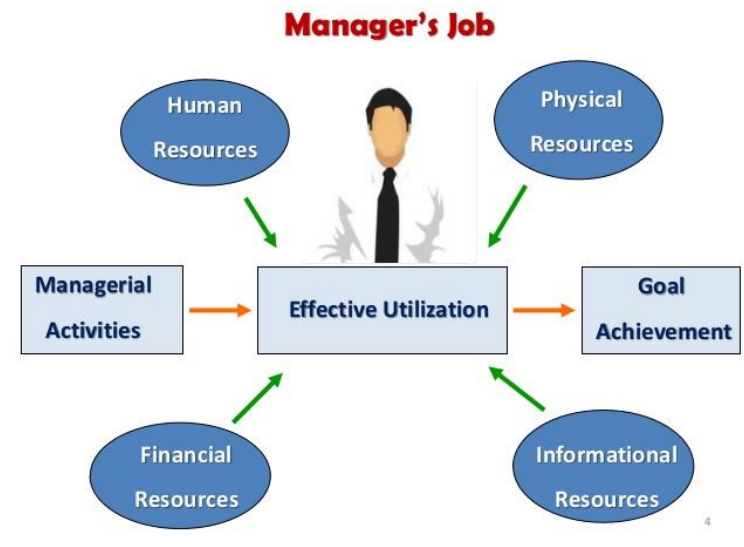 Manager's Job
Human
Resources
Physical
Resources
Managerial
Activities
Effective Utilization
Goal
Achievement
Financial
Resources
Informational
Resources
4